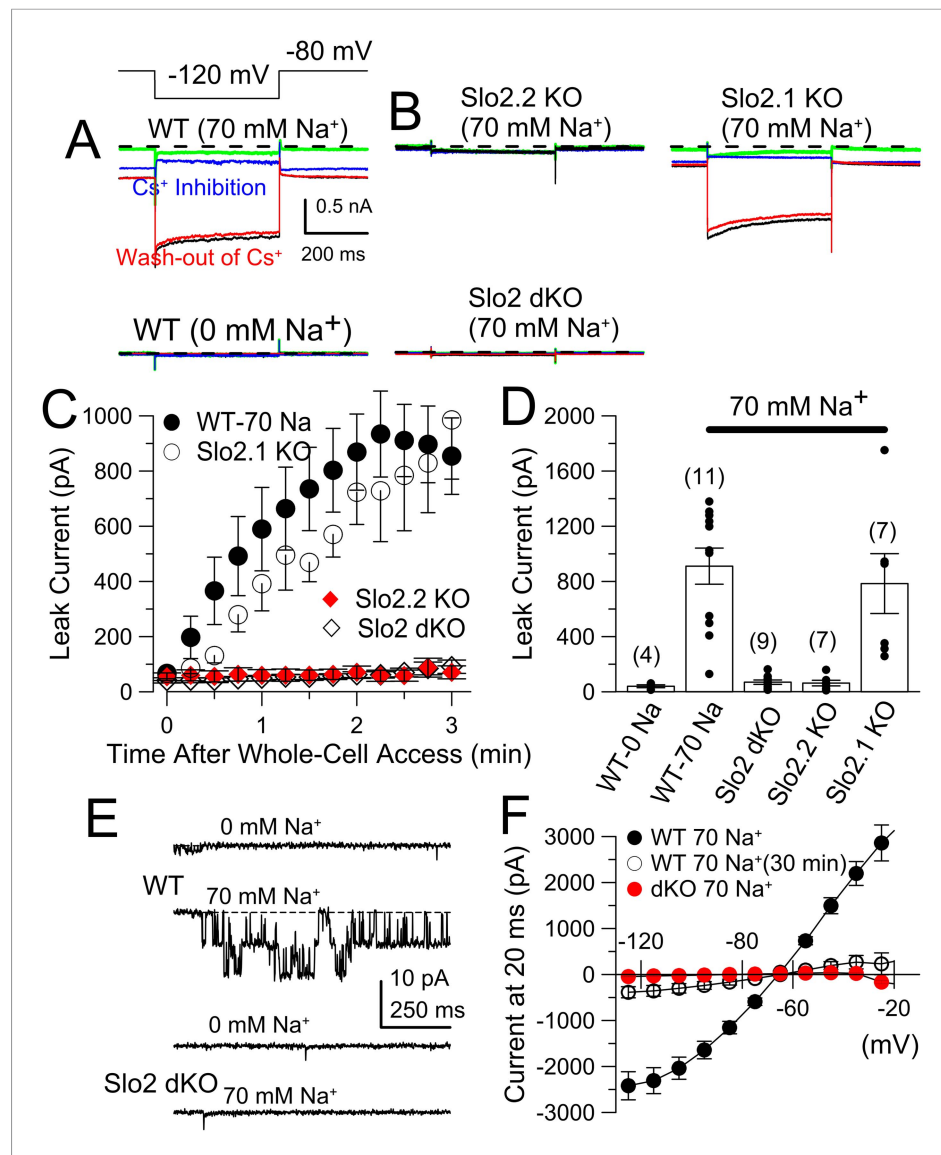 -80 mV
-120 mV
A
WT (70 mM Na⁺)
Cs⁺ Inhibition
0.5 nA
200 ms
Wash-out of Cs⁺
B
Slo2.2 KO
(70 mM Na⁺)
Slo2.1 KO
(70 mM Na⁺)
WT (0 mM Na⁺)
Slo2 dKO
(70 mM Na⁺)
C
WT-70 Na
Slo2.1 KO
Slo2.2 KO
Slo2 dKO
Leak Current (pA)
1000
800
600
400
200
0
0 1 2 3
Time After Whole-Cell Access (min)
D
70 mM Na⁺
Leak Current (pA)
2000
1600
1200
800
400
0
(4) (11) (9) (7) (7)
WT-0 Na
WT-70 Na
Slo2 dKO
Slo2.2 KO
Slo2.1 KO
E
0 mM Na⁺
WT
70 mM Na⁺
10 pA
250 ms
0 mM Na⁺
Slo2 dKO
70 mM Na⁺
F
WT 70 Na⁺
WT 70 Na⁺(30 min)
dKO 70 Na⁺
Current at 20 ms (pA)
3000
2000
1000
0
-1000
-2000
-3000
-120 -80 -60 -20
(mV)